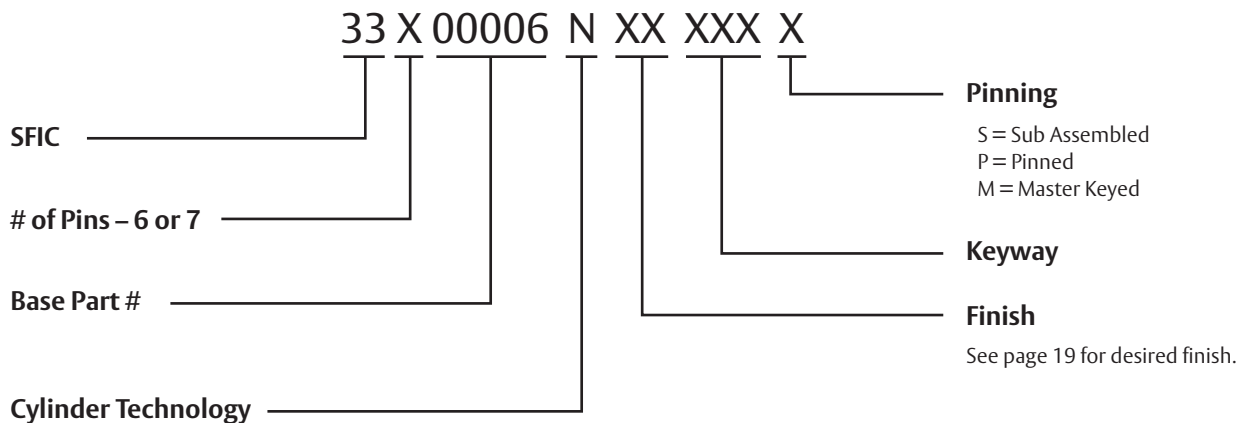 33 X 00006 N XX XXX X
SFIC
# of Pins – 6 or 7
Base Part #
Cylinder Technology
Pinning
S = Sub Assembled
P = Pinned
M = Master Keyed
Keyway
Finish
See page 19 for desired finish.